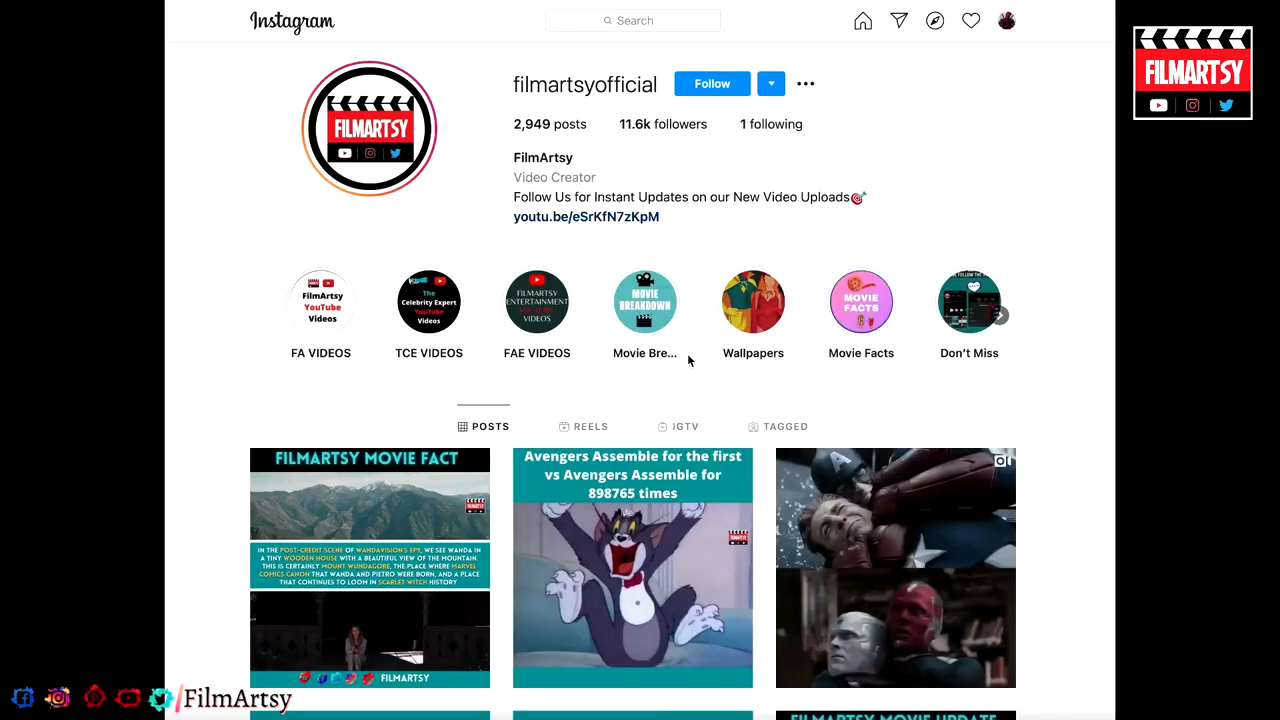 Instagram
Search
FILMARTSY
filmartsyofficial
Follow
2,949 posts
11.6k followers
1 following
FILMARTSY
FilmArtsy
Video Creator
Follow Us for Instant Updates on our New Video Uploads🎯
youtu.be/eSrKfN7zKpM
FilmArtsy
YouTube
Videos
The
Celebrity Expert
YouTube
Videos
FILMARTSY
ENTERTAINMENT
YOUTUBE
VIDEOS
MOVIE
BREAKDOWN
MOVIE
FACTS
FA VIDEOS
TCE VIDEOS
FAE VIDEOS
Movie Bre...
Wallpapers
Movie Facts
Don't Miss
POSTS
REELS
IGTV
TAGGED
FILMARTSY MOVIE FACT
IN THE POST-CREDIT SCENE OF WANDAVISION'S EP9, WE SEE WANDA IN
A TINY WOODEN HOUSE WITH A BEAUTIFUL VIEW OF THE MOUNTAIN.
THIS IS CERTAINLY MOUNT WUNDAGORE, THE PLACE WHERE MARVEL
COMICS CANON THAT WANDA AND PIETRO WERE BORN, AND A PLACE
THAT CONTINUES TO LOOM IN SCARLET WITCH HISTORY
FILMARTSY
Avengers Assemble for the first
vs Avengers Assemble for
898765 times
FILMARTSY MOVIE UPDATE
/FilmArtsy